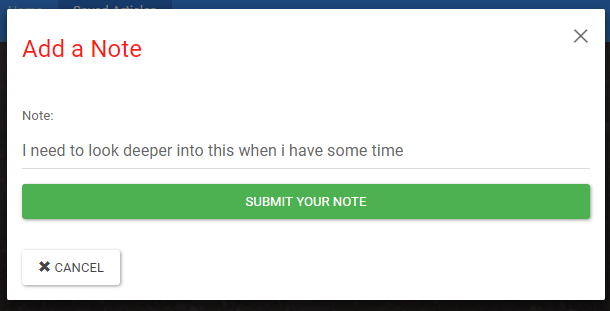 Home Saved Articles
Add a Note
Note:
I need to look deeper into this when i have some time
SUBMIT YOUR NOTE
✖ CANCEL